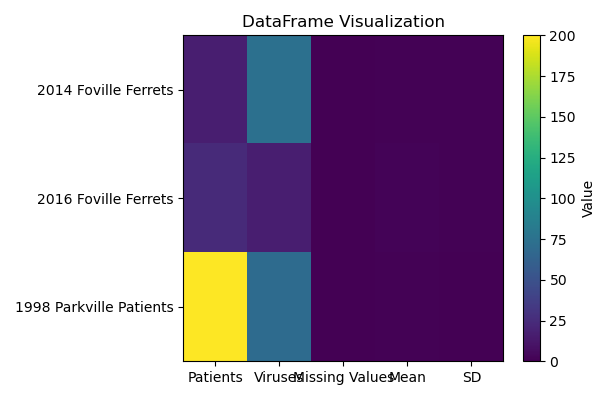 DataFrame Visualization
2014 Foville Ferrets
2016 Foville Ferrets
1998 Parkville Patients
Patients Viruses Missing Values Mean SD
200
175
150
125
100
75
50
25
0
Value